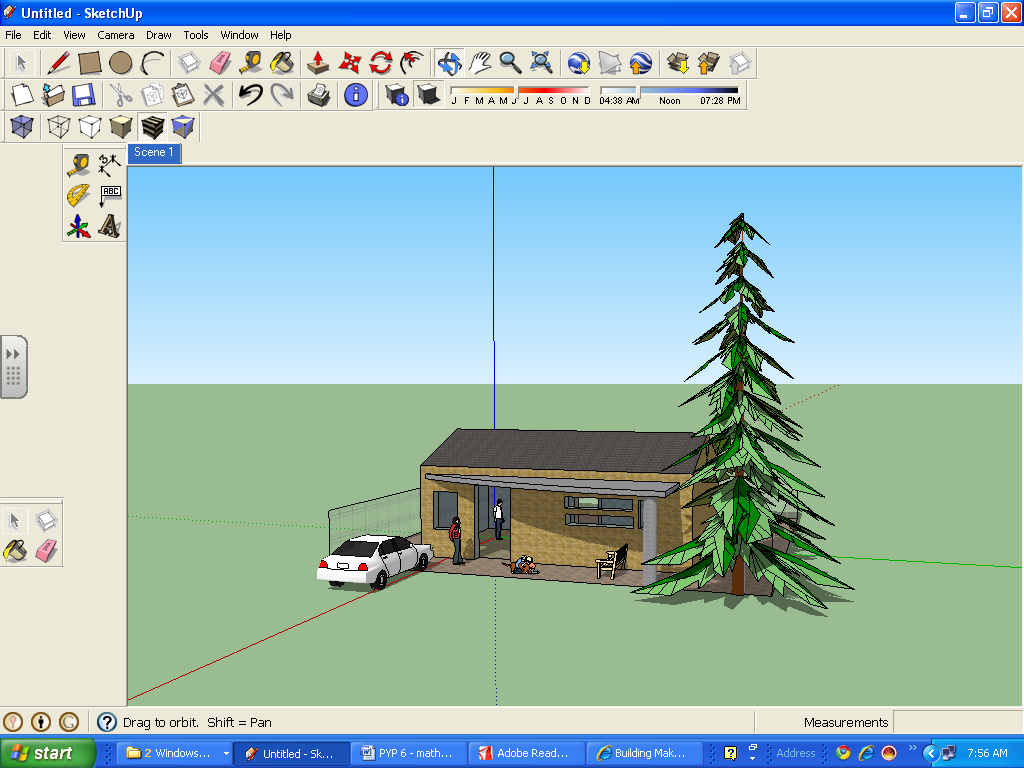 Untitled - SketchUp
File Edit View Camera Draw Tools Window Help
J F M A M J J A S O N D 04:38 AM Noon 07:28 PM
Scene 1
ABC
Drag to orbit. Shift = Pan
Measurements
start 2 Windows... Untitled - Sk... PYP 6 - math... Adobe Read... Building Mak... Address 7:56 AM